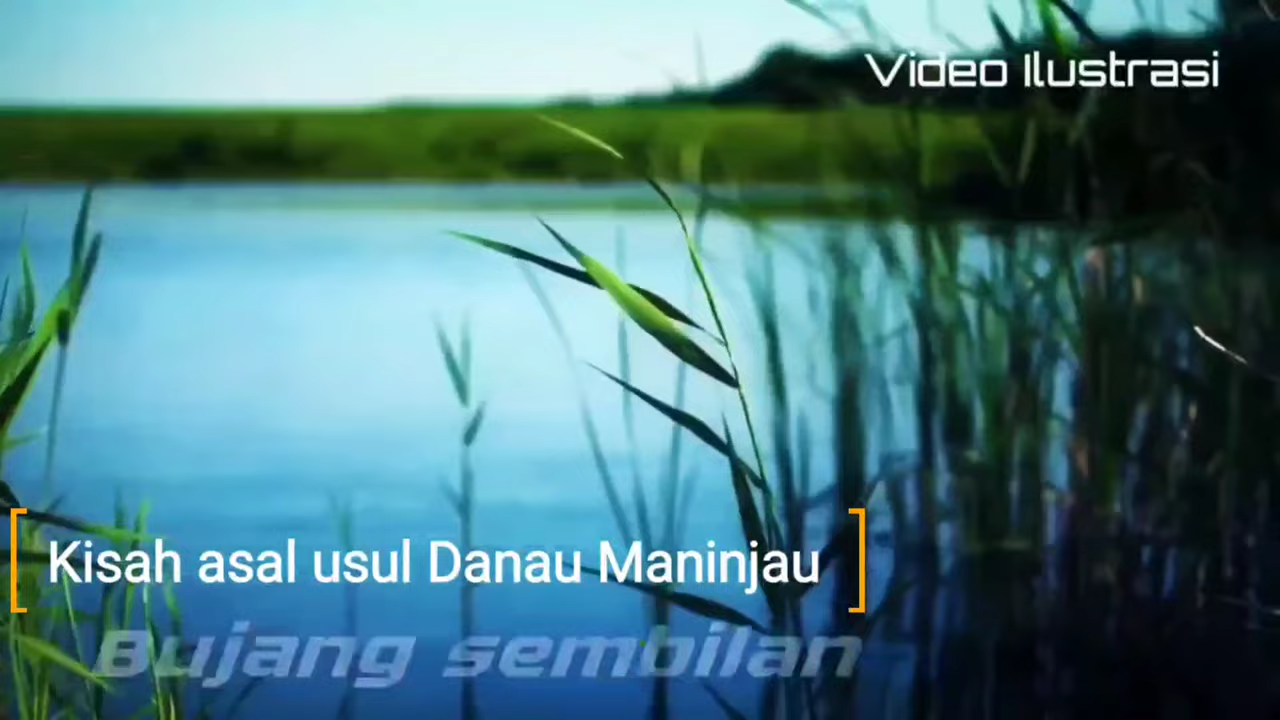 Video Ilustrasi
Kisah asal usul Danau Maninjau
Bujang sembilan